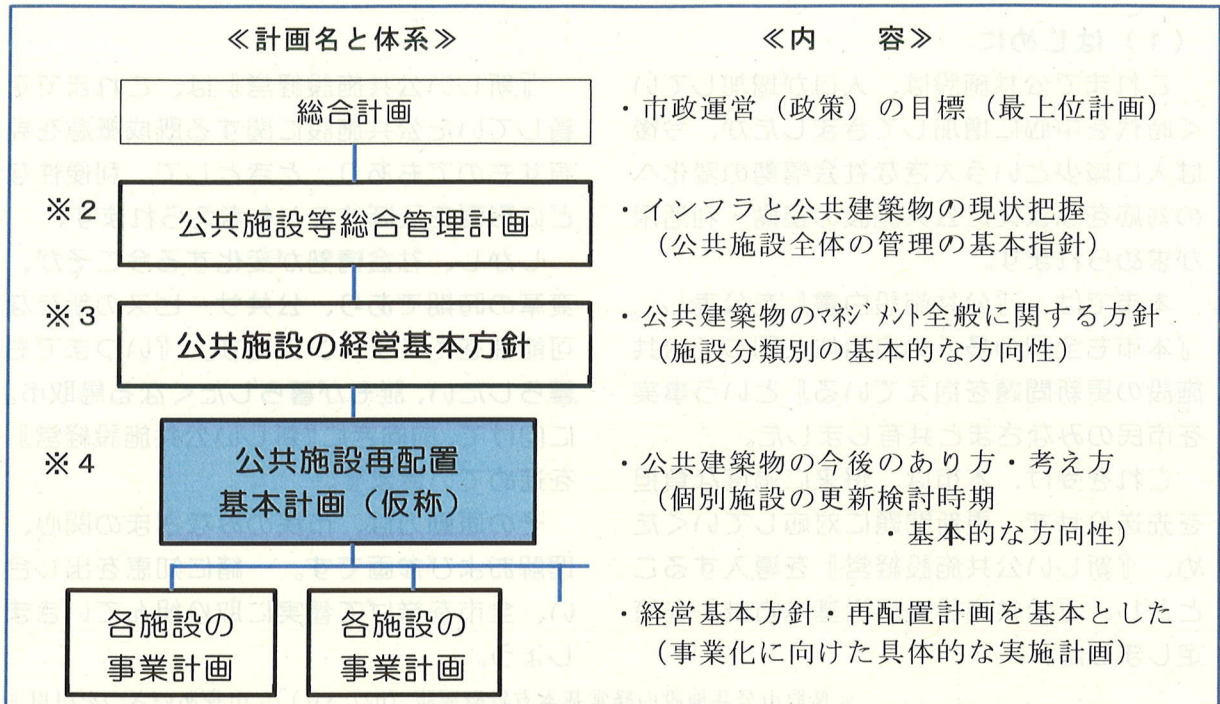 ≪計画名と体系≫
≪内　　容≫
総合計画
・市政運営（政策）の目標（最上位計画）
※2
公共施設等総合管理計画
・インフラと公共建築物の現状把握
（公共施設全体の管理の基本指針）
※3
公共施設の経営基本方針
・公共建築物のﾏﾈｼﾞﾒﾝﾄ全般に関する方針
（施設分類別の基本的な方向性）
※4
公共施設再配置
基本計画（仮称）
・公共建築物の今後のあり方・考え方
（個別施設の更新検討時期
・基本的な方向性）
各施設の
事業計画
各施設の
事業計画
・経営基本方針・再配置計画を基本とした
（事業化に向けた具体的な実施計画）